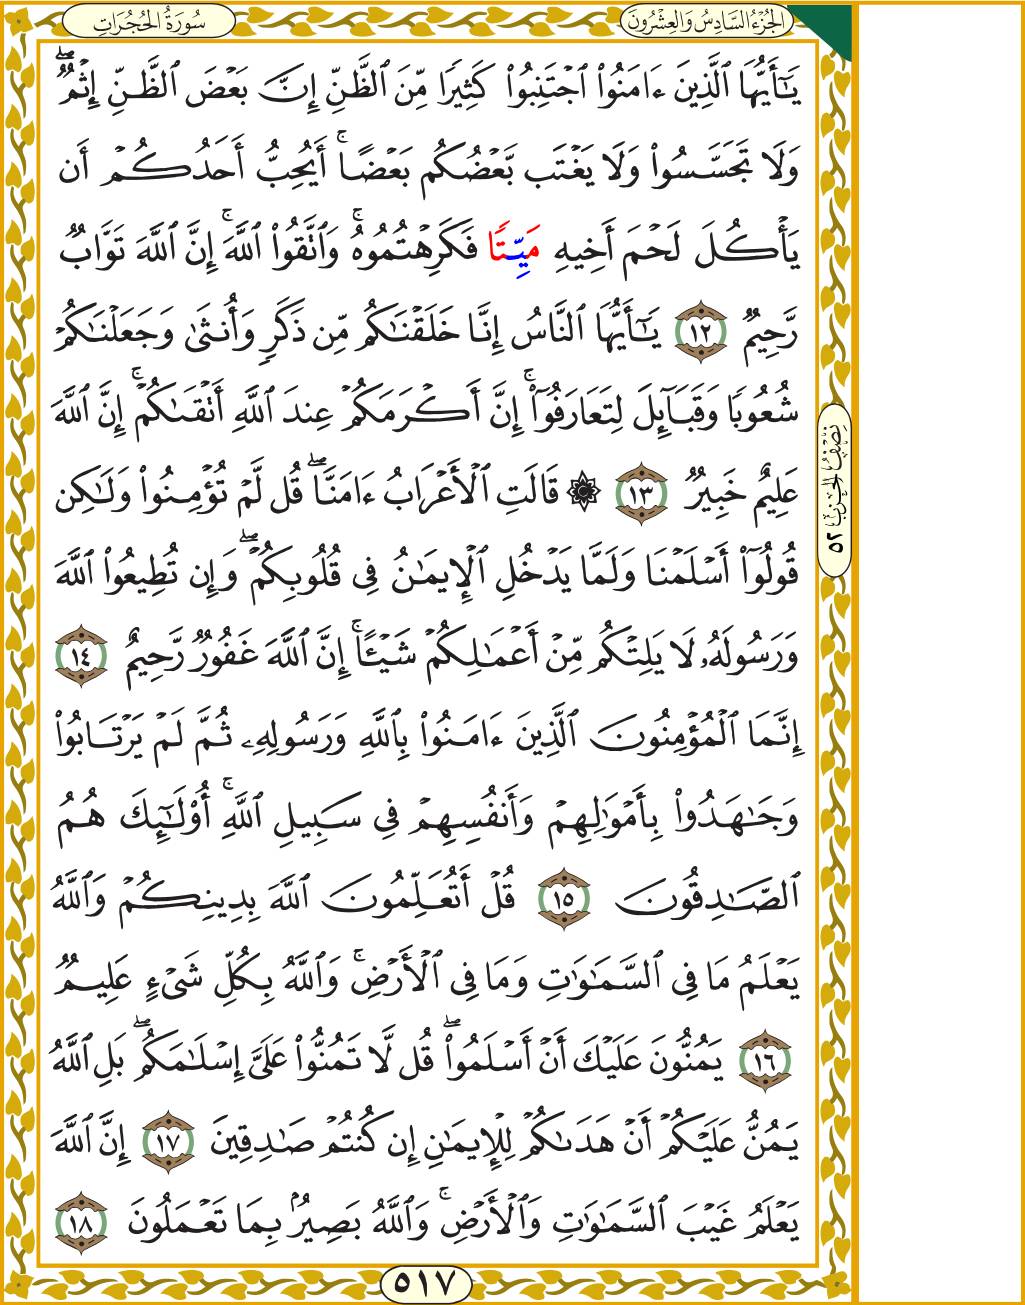 سُورَةُ الحُجُرَاتِ
الجُزْءُ السَّادِسُ وَالعِشْرُونَ
يَـٰٓأَيُّهَا ٱلَّذِينَ ءَامَنُوا۟ ٱجْتَنِبُوا۟ كَثِيرًا مِّنَ ٱلظَّنِّ إِنَّ بَعْضَ ٱلظَّنِّ إِثْمٌ ۖ
وَلَا تَجَسَّسُوا۟ وَلَا يَغْتَب بَّعْضُكُم بَعْضًا ۚ أَيُحِبُّ أَحَدُكُمْ أَن
يَأْكُلَ لَحْمَ أَخِيهِ مَيِّتًا فَكَرِهْتُمُوهُ ۚ وَٱتَّقُوا۟ ٱللَّهَ ۚ إِنَّ ٱللَّهَ تَوَّابٌ
رَّحِيمٌ ١٢ يَـٰٓأَيُّهَا ٱلنَّاسُ إِنَّا خَلَقْنَـٰكُم مِّن ذَكَرٍ وَأُنثَىٰ وَجَعَلْنَـٰكُمْ
شُعُوبًا وَقَبَآئِلَ لِتَعَارَفُوٓا۟ ۚ إِنَّ أَكْرَمَكُمْ عِندَ ٱللَّهِ أَتْقَىٰكُمْ ۚ إِنَّ ٱللَّهَ
عَلِيمٌ خَبِيرٌ ١٣ ۞ قَالَتِ ٱلْأَعْرَابُ ءَامَنَّا ۖ قُل لَّمْ تُؤْمِنُوا۟ وَلَـٰكِن
قُولُوٓا۟ أَسْلَمْنَا وَلَمَّا يَدْخُلِ ٱلْإِيمَـٰنُ فِى قُلُوبِكُمْ ۖ وَإِن تُطِيعُوا۟ ٱللَّهَ
وَرَسُولَهُۥ لَا يَلِتْكُم مِّنْ أَعْمَـٰلِكُمْ شَيْـًٔا ۚ إِنَّ ٱللَّهَ غَفُورٌ رَّحِيمٌ ١٤
إِنَّمَا ٱلْمُؤْمِنُونَ ٱلَّذِينَ ءَامَنُوا۟ بِٱللَّهِ وَرَسُولِهِۦ ثُمَّ لَمْ يَرْتَابُوا۟
وَجَـٰهَدُوا۟ بِأَمْوَٰلِهِمْ وَأَنفُسِهِمْ فِى سَبِيلِ ٱللَّهِ ۚ أُو۟لَـٰٓئِكَ هُمُ
ٱلصَّـٰدِقُونَ ١٥ قُلْ أَتُعَلِّمُونَ ٱللَّهَ بِدِينِكُمْ وَٱللَّهُ
يَعْلَمُ مَا فِى ٱلسَّمَـٰوَٰتِ وَمَا فِى ٱلْأَرْضِ ۚ وَٱللَّهُ بِكُلِّ شَىْءٍ عَلِيمٌ
١٦ يَمُنُّونَ عَلَيْكَ أَنْ أَسْلَمُوا۟ ۖ قُل لَّا تَمُنُّوا۟ عَلَىَّ إِسْلَـٰمَكُم ۖ بَلِ ٱللَّهُ
يَمُنُّ عَلَيْكُمْ أَنْ هَدَىٰكُمْ لِلْإِيمَـٰنِ إِن كُنتُمْ صَـٰدِقِينَ ١٧ إِنَّ ٱللَّهَ
يَعْلَمُ غَيْبَ ٱلسَّمَـٰوَٰتِ وَٱلْأَرْضِ ۚ وَٱللَّهُ بَصِيرٌۢ بِمَا تَعْمَلُونَ ١٨
نِصْفُ الحِزْبِ ٥٢
٥١٧